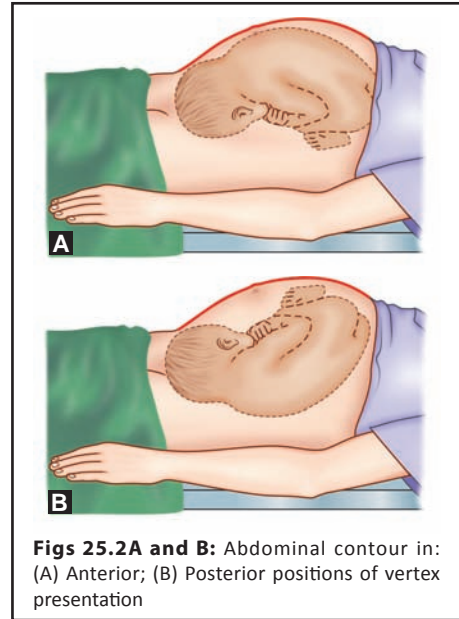 A
B
Figs 25.2A and B: Abdominal contour in:
(A) Anterior; (B) Posterior positions of vertex
presentation